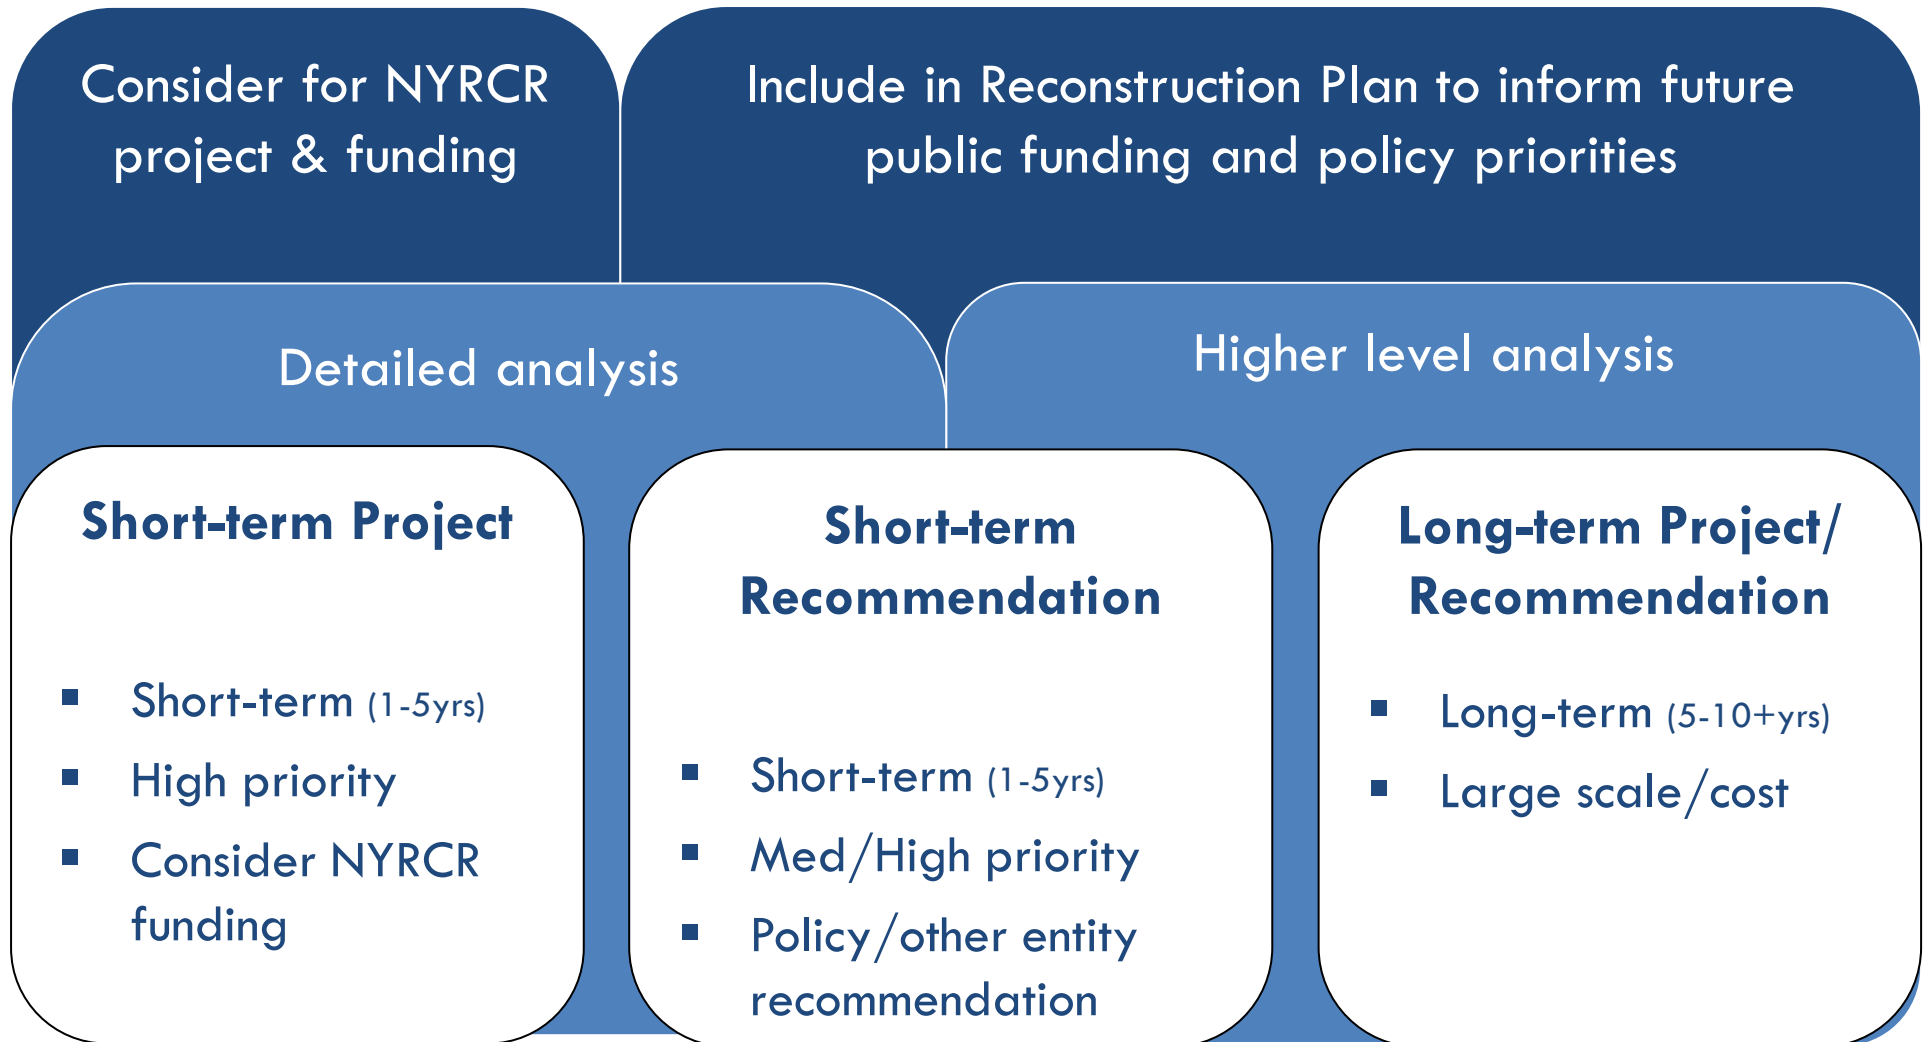 Consider for NYRCR
project & funding
Include in Reconstruction Plan to inform future
public funding and policy priorities
Detailed analysis
Higher level analysis
Short-term Project
▪ Short-term (1-5yrs)
▪ High priority
▪ Consider NYRCR
funding
Short-term
Recommendation
▪ Short-term (1-5yrs)
▪ Med/High priority
▪ Policy/other entity
recommendation
Long-term Project/
Recommendation
▪ Long-term (5-10+yrs)
▪ Large scale/cost